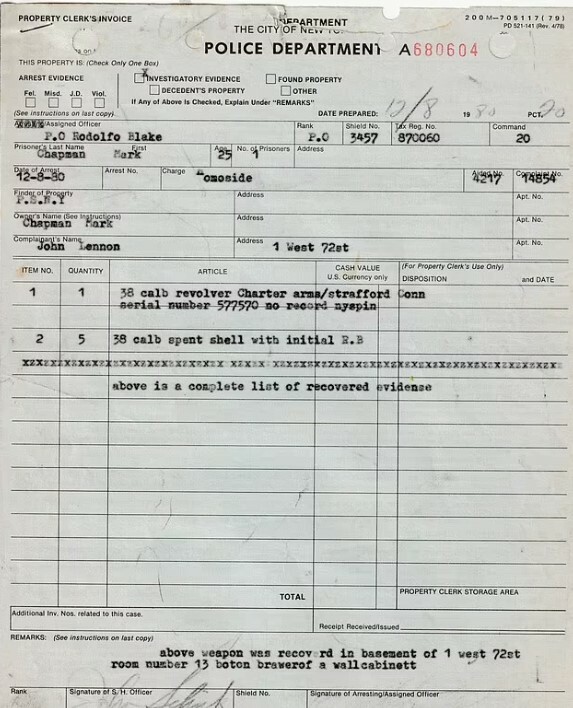 PROPERTY CLERK'S INVOICE
DEPARTMENT
200M-705117(79)
THE CITY OF NEW
PD 521-141 (Rev. 4/78)
POLICE DEPARTMENT A680604
THIS PROPERTY IS: (Check Only One Box)
ARREST EVIDENCE
X INVESTIGATORY EVIDENCE
FOUND PROPERTY
DECEDENT'S PROPERTY
OTHER
Fel. Misd. J.D. Viol.
If Any of Above is Checked, Explain Under "REMARKS"
(See instructions on last copy)
DATE PREPARED: 12/8 1980 PCT. 20
/Assigned Officer Rank Shield No. Tax Reg. No. Command
P.O Rodolfo Blake P.O 3457 870060 20
Prisoner's Last Name First Age No. of Prisoners Address
Chapman Mark 25 1
Date of Arrest Arrest No. Charge Aided No. Complaint No.
12-8-80 omoside 4217 14854
Finder of Property Address Apt. No.
P.S.N.Y
Owner's Name (See Instructions) Address Apt. No.
Chapman Mark
Complainant's Name Address Apt. No.
John Lennon 1 West 72st
ITEM NO. QUANTITY ARTICLE CASH VALUE (For Property Clerk's Use Only)
U.S. Currency only DISPOSITION and DATE
1 1 38 calb revolver Charter arms/strafford Conn
serial number 577570 no record nyspin
2 5 38 calb spent shell with initial R.B
above is a complete list of recovered evidense
TOTAL
PROPERTY CLERK STORAGE AREA
Additional Inv. Nos. related to this case.
Receipt Received/Issued
REMARKS: (See instructions on last copy)
above weapon was recov rd in basement of 1 west 72st
room number 13 boton brawerof a wallcabinett
Rank Signature of S.H. Officer Shield No. Signature of Arresting/Assigned Officer